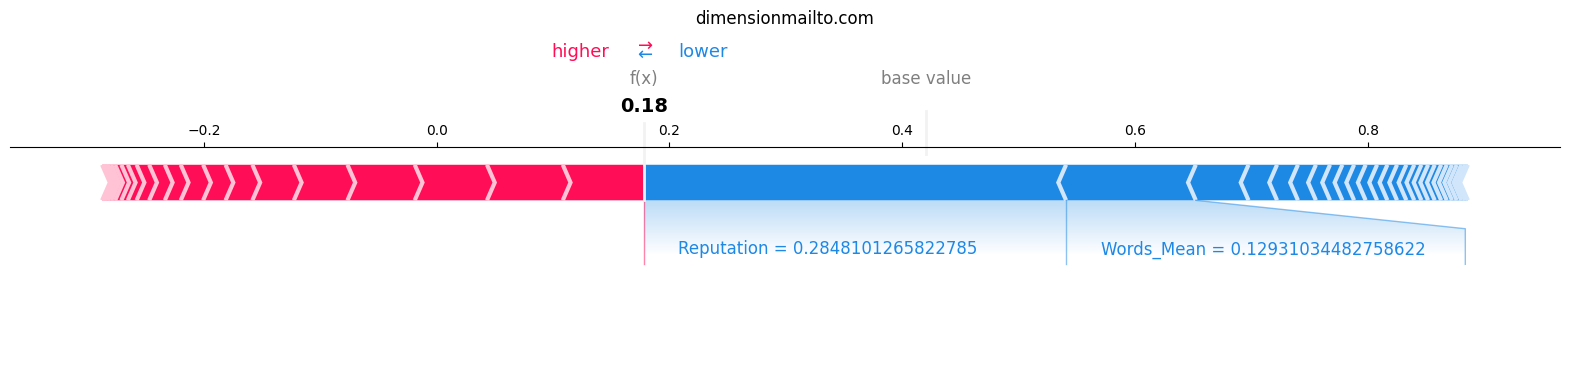 dimensionmailto.com
higher ⇄ lower
f(x) base value
0.18
−0.2 0.0 0.2 0.4 0.6 0.8
Reputation = 0.2848101265822785 Words_Mean = 0.12931034482758622